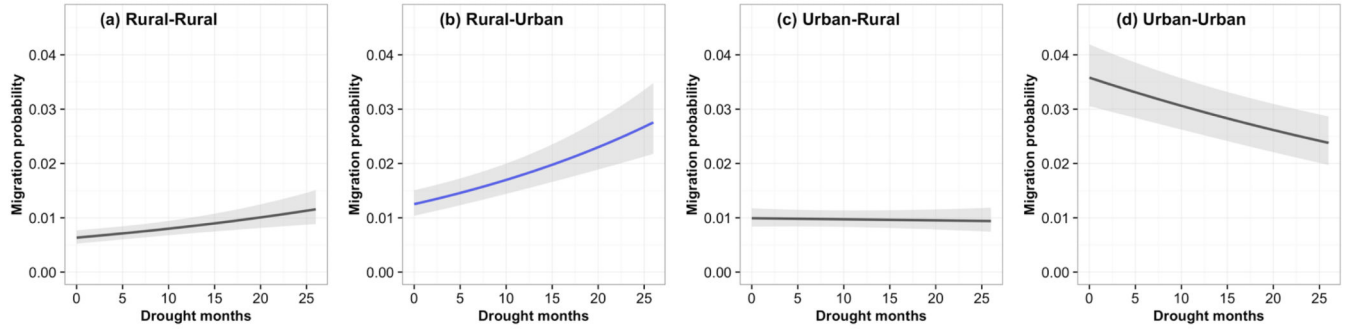 (a) Rural-Rural
Migration probability
0.04
0.03
0.02
0.01
0.00
0 5 10 15 20 25
Drought months
(b) Rural-Urban
Migration probability
0.04
0.03
0.02
0.01
0.00
0 5 10 15 20 25
Drought months
(c) Urban-Rural
Migration probability
0.04
0.03
0.02
0.01
0.00
0 5 10 15 20 25
Drought months
(d) Urban-Urban
Migration probability
0.04
0.03
0.02
0.01
0.00
0 5 10 15 20 25
Drought months